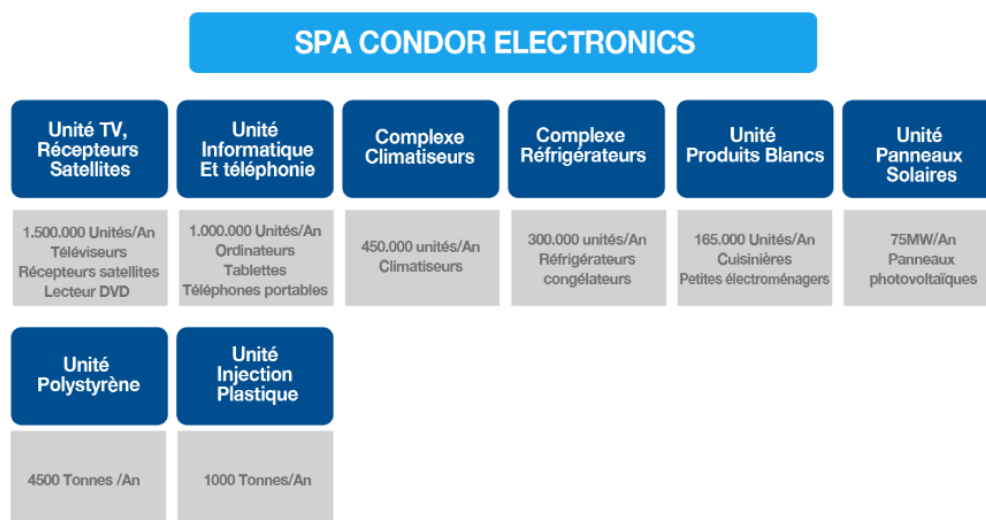 SPA CONDOR ELECTRONICS
Unité TV,
Récepteurs
Satellites
1.500.000 Unités/An
Téléviseurs
Récepteurs satellites
Lecteur DVD
Unité
Informatique
Et téléphonie
1.000.000 Unités/An
Ordinateurs
Tablettes
Téléphones portables
Complexe
Climatiseurs
450.000 unités/An
Climatiseurs
Complexe
Réfrigérateurs
300.000 unités/An
Réfrigérateurs
congélateurs
Unité
Produits Blancs
165.000 Unités/An
Cuisinières
Petites électroménagers
Unité
Panneaux
Solaires
75MW/An
Panneaux
photovoltaïques
Unité
Polystyrène
4500 Tonnes /An
Unité
Injection
Plastique
1000 Tonnes/An